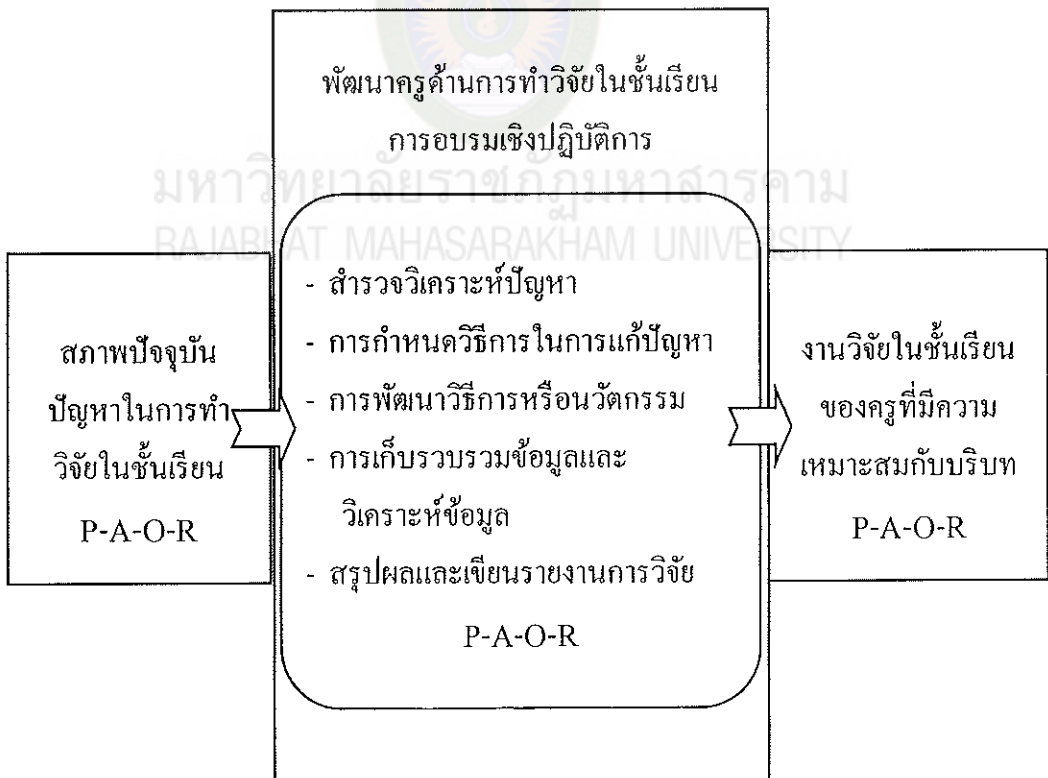 พัฒนาครูด้านการทำวิจัยในชั้นเรียน
การอบรมเชิงปฏิบัติการ
มหาวิทยาลัยราชภัฏมหาสารคาม
RAJABHAT MAHASARAKHAM UNIVERSITY
สภาพปัจจุบัน
ปัญหาในการทำ
วิจัยในชั้นเรียน
P-A-O-R
- สำรวจวิเคราะห์ปัญหา
- การกำหนดวิธีการในการแก้ปัญหา
- การพัฒนาวิธีการหรือนวัตกรรม
- การเก็บรวบรวมข้อมูลและ
วิเคราะห์ข้อมูล
- สรุปผลและเขียนรายงานการวิจัย
P-A-O-R
งานวิจัยในชั้นเรียน
ของครูที่มีความ
เหมาะสมกับบริบท
P-A-O-R